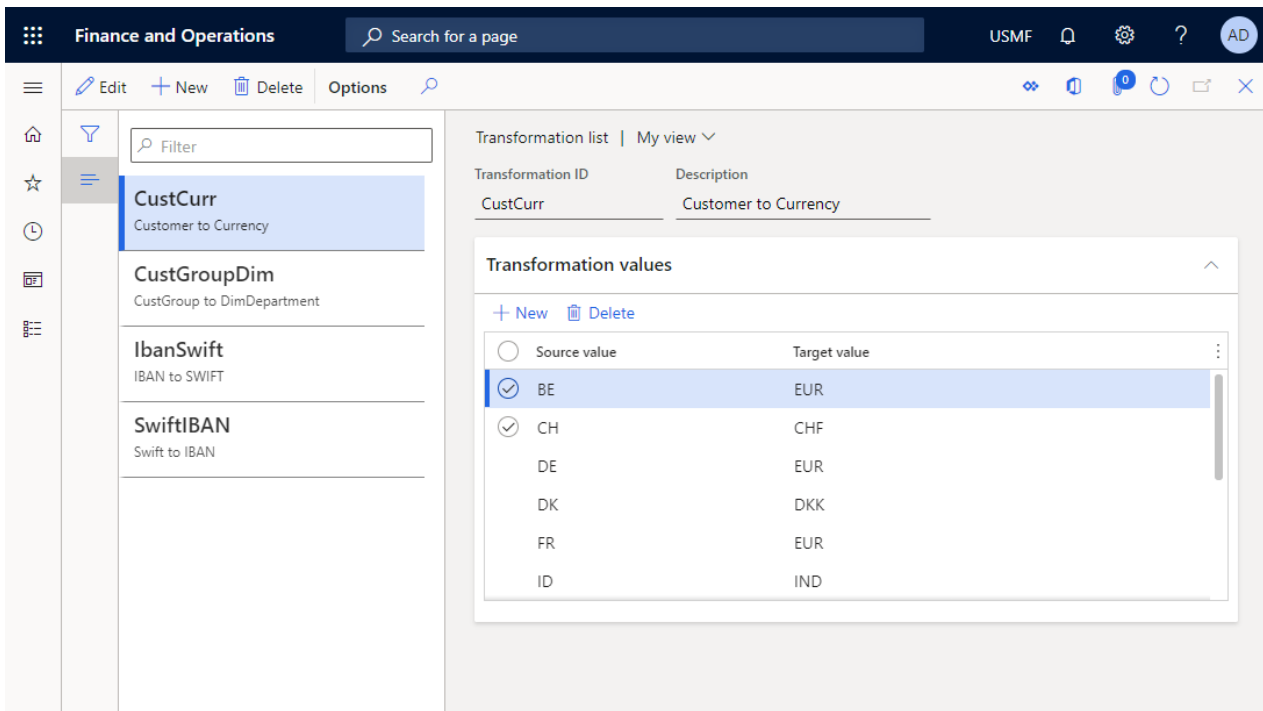 Finance and Operations
Search for a page
USMF
?
AD
Edit
New
Delete
Options
0
Filter
CustCurr
Customer to Currency
CustGroupDim
CustGroup to DimDepartment
IbanSwift
IBAN to SWIFT
SwiftIBAN
Swift to IBAN
Transformation list | My view
Transformation ID Description
CustCurr Customer to Currency
Transformation values
New Delete
Source value Target value
BE EUR
CH CHF
DE EUR
DK DKK
FR EUR
ID IND